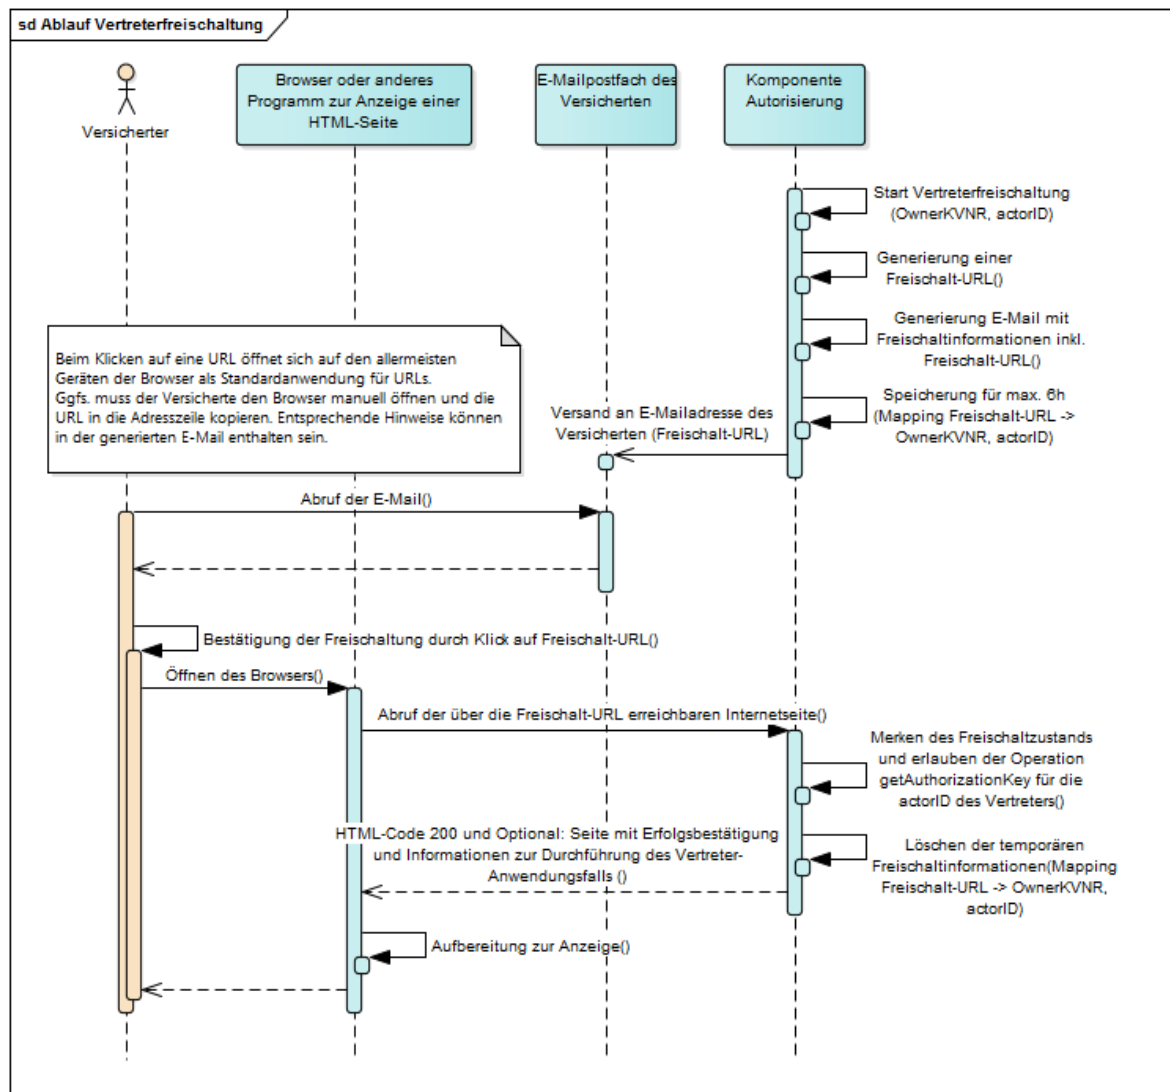 sd Ablauf Vertreterfreischaltung
Versicherter
Browser oder anderes
Programm zur Anzeige einer
HTML-Seite
E-Mailpostfach des
Versicherten
Komponente
Autorisierung
Start Vertreterfreischaltung
(OwnerKVNR, actorID)
Generierung einer
Freischalt-URL()
Generierung E-Mail mit
Freischaltinformationen inkl.
Freischalt-URL()
Speicherung für max. 6h
(Mapping Freischalt-URL ->
OwnerKVNR, actorID)
Beim Klicken auf eine URL öffnet sich auf den allermeisten
Geräten der Browser als Standardanwendung für URLs.
Ggfs. muss der Versicherte den Browser manuell öffnen und die
URL in die Adresszeile kopieren. Entsprechende Hinweise können
in der generierten E-Mail enthalten sein.
Versand an E-Mailadresse des
Versicherten (Freischalt-URL)
Abruf der E-Mail()
Bestätigung der Freischaltung durch Klick auf Freischalt-URL()
Öffnen des Browsers()
Abruf der über die Freischalt-URL erreichbaren Internetseite()
Merken des Freischaltzustands
und erlauben der Operation
getAuthorizationKey für die
actorID des Vertreters()
HTML-Code 200 und Optional: Seite mit Erfolgsbestätigung
und Informationen zur Durchführung des Vertreter-
Anwendungsfalls ()
Löschen der temporären
Freischaltinformationen(Mapping
Freischalt-URL -> OwnerKVNR,
actorID)
Aufbereitung zur Anzeige()